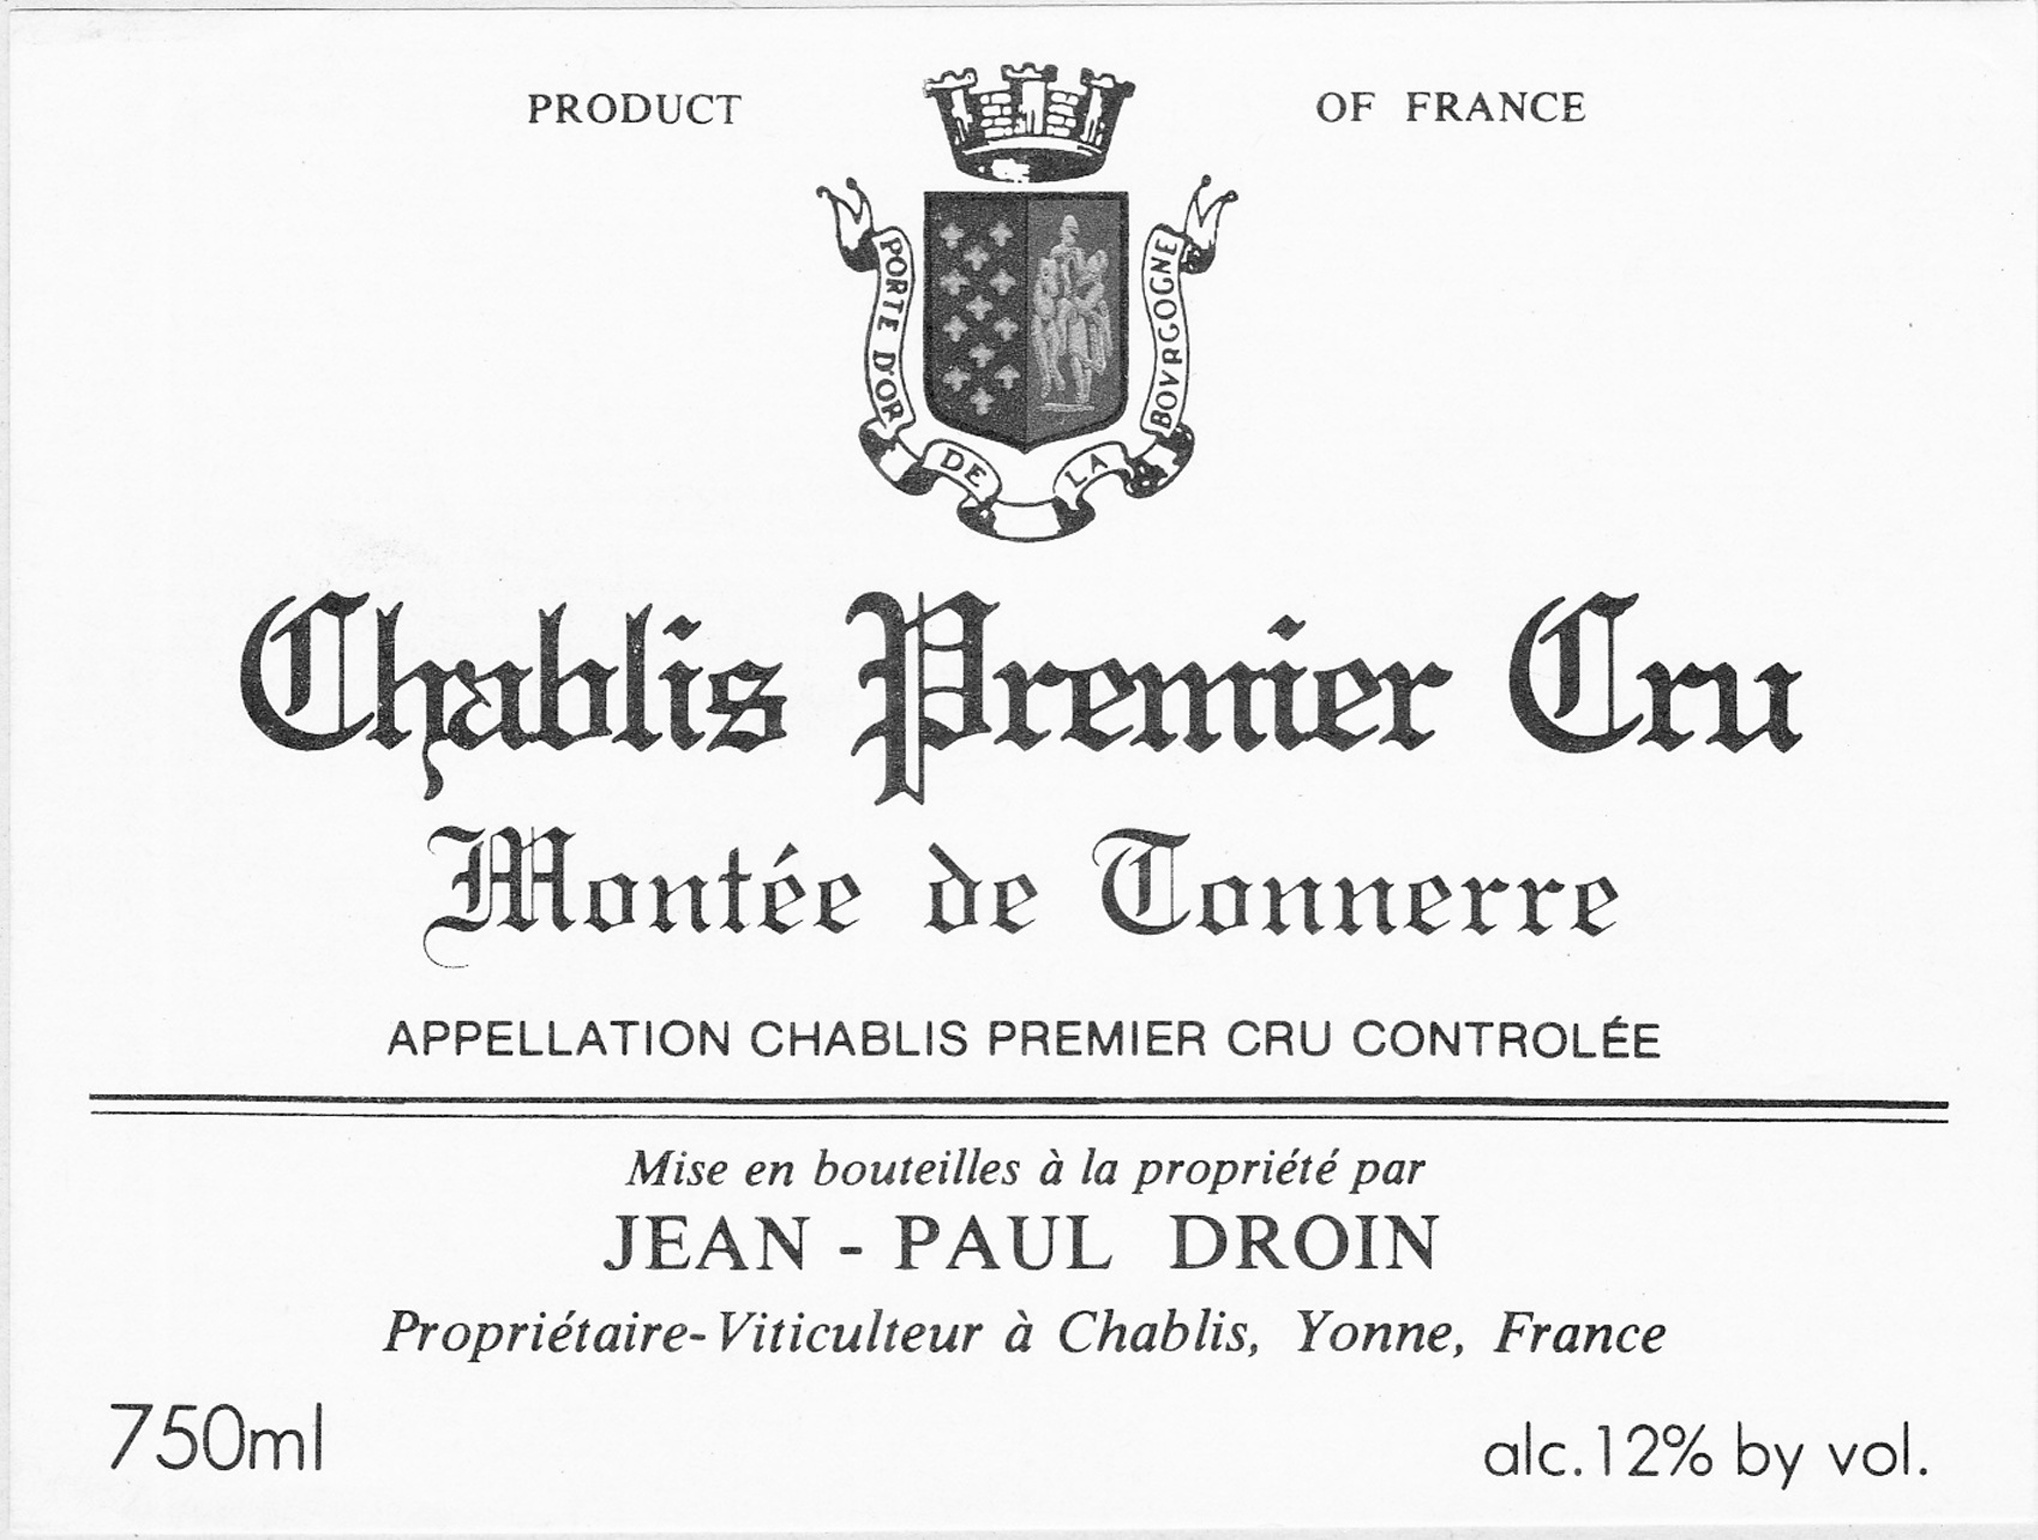 PRODUCT OF FRANCE
PORTE D'OR DE LA BOVRGOGNE
Chablis Premier Cru
Montée de Tonnerre
APPELLATION CHABLIS PREMIER CRU CONTROLÉE
Mise en bouteilles à la propriété par
JEAN - PAUL DROIN
Propriétaire-Viticulteur à Chablis, Yonne, France
750ml alc.12% by vol.